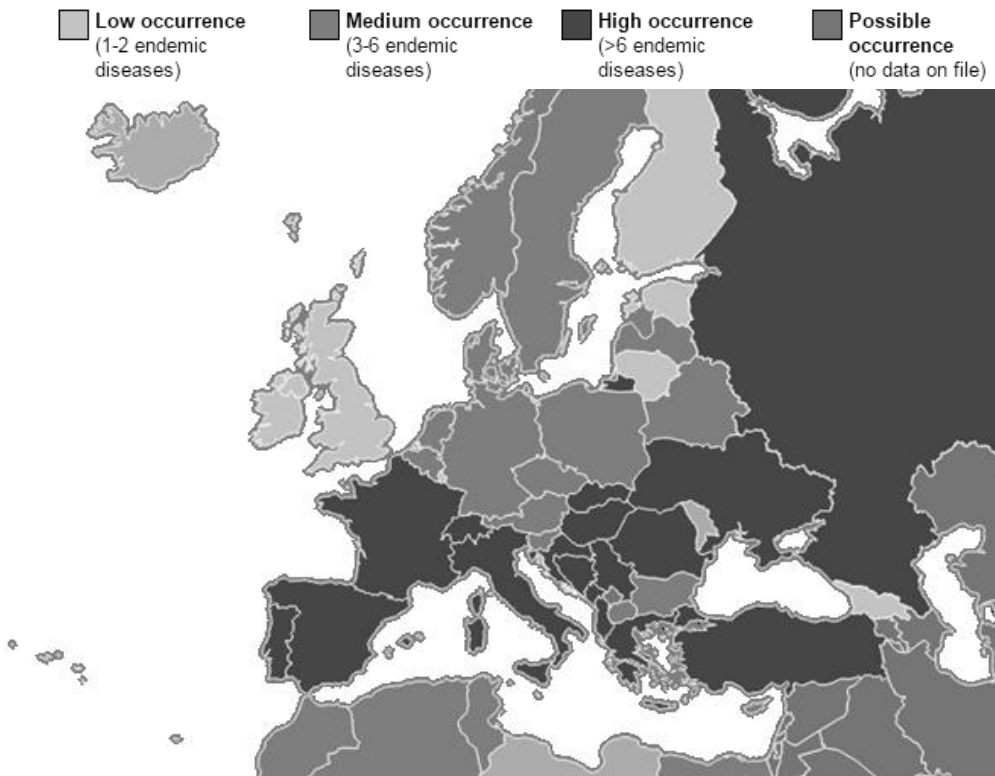 Low occurrence
(1-2 endemic
diseases)
Medium occurrence
(3-6 endemic
diseases)
High occurrence
(>6 endemic
diseases)
Possible
occurrence
(no data on file)